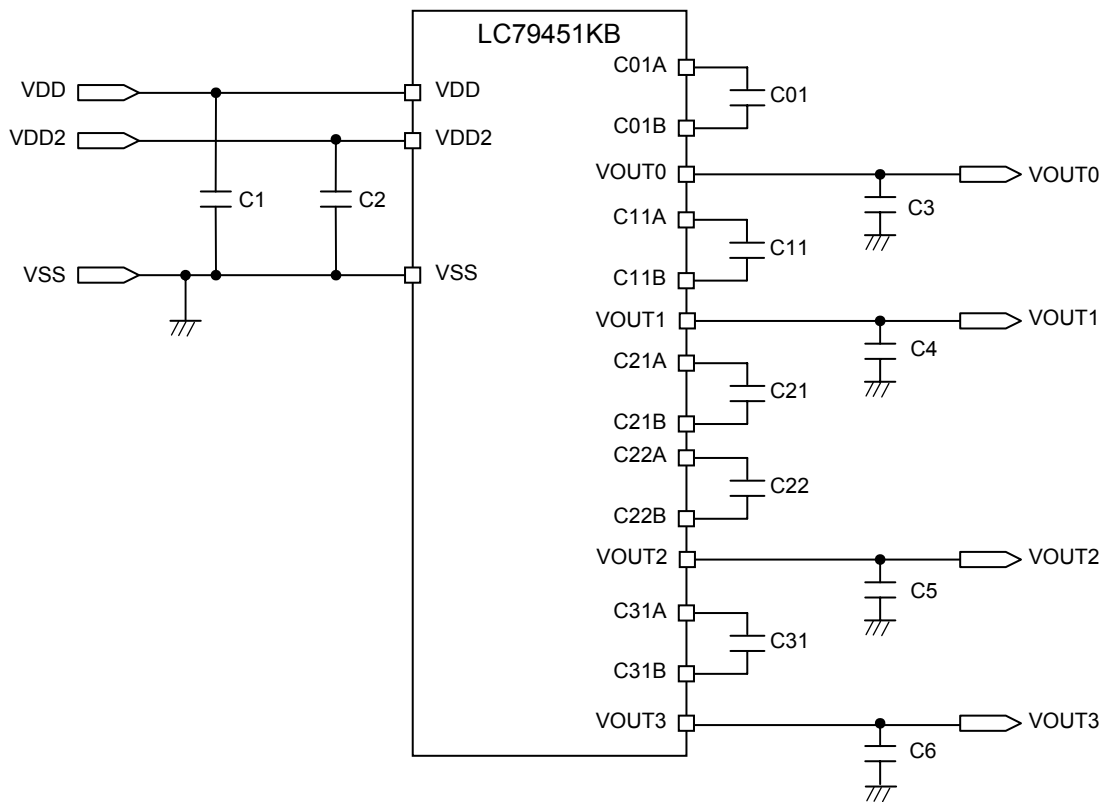 LC79451KB
VDD
VDD
VDD2
VDD2
C1
C2
VSS
VSS
C01A
C01
C01B
VOUT0
VOUT0
C3
C11A
C11
C11B
VOUT1
VOUT1
C4
C21A
C21
C21B
C22A
C22
C22B
VOUT2
VOUT2
C5
C31A
C31
C31B
VOUT3
VOUT3
C6